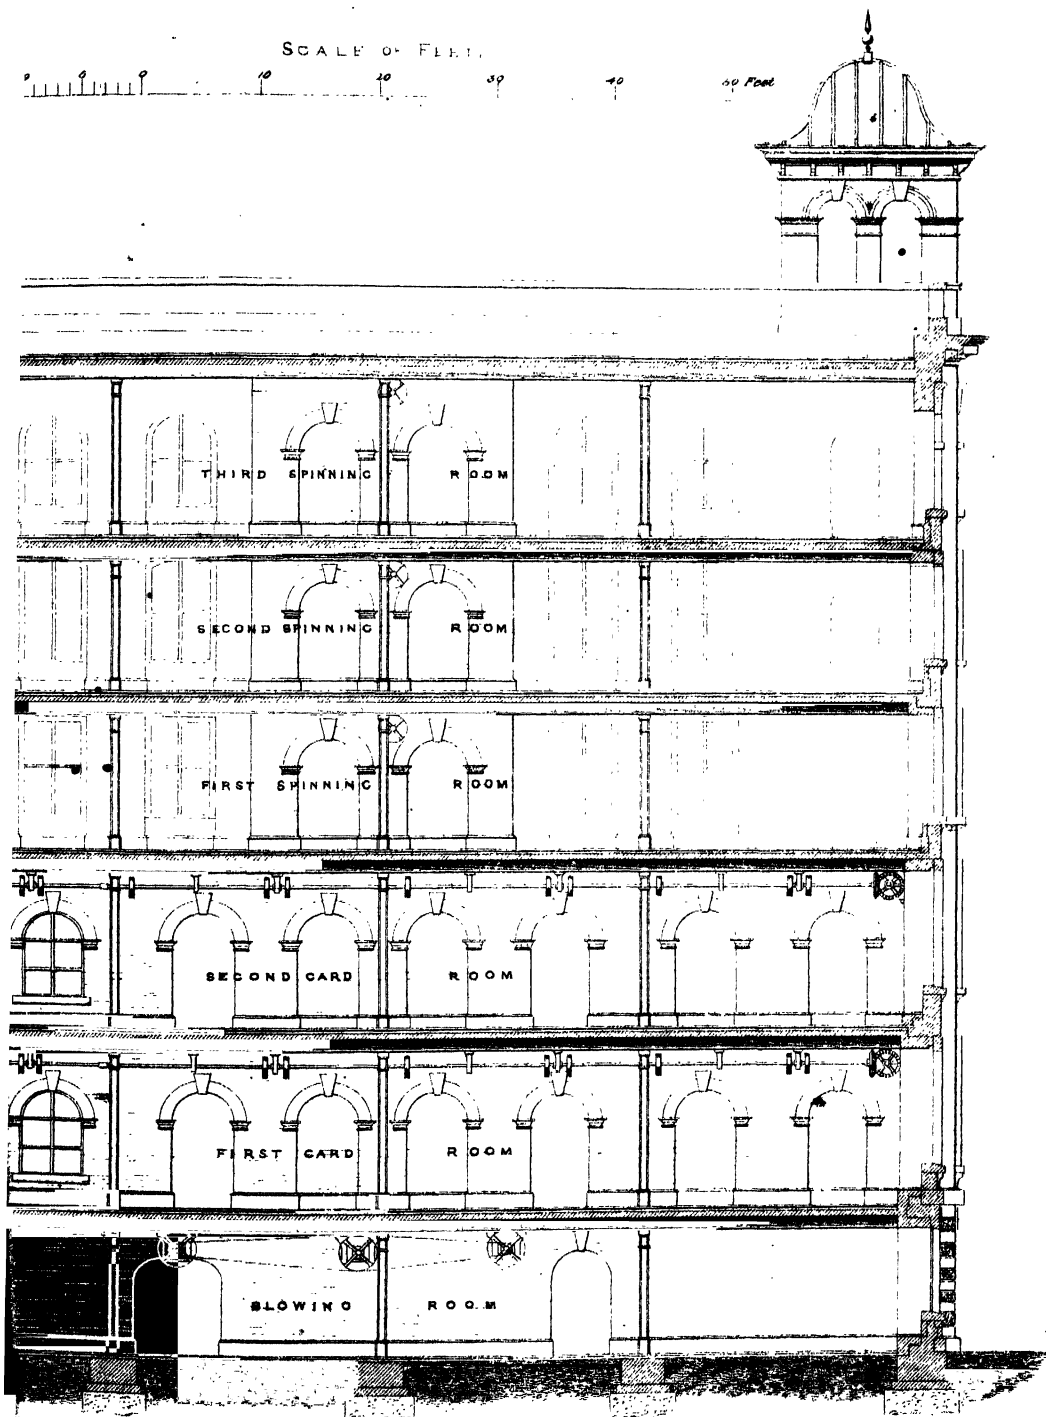 SCALE OF FEET.
10 20 30 40 50 Feet
THIRD SPINNING ROOM
SECOND SPINNING ROOM
FIRST SPINNING ROOM
SECOND CARD ROOM
FIRST CARD ROOM
BLOWING ROOM